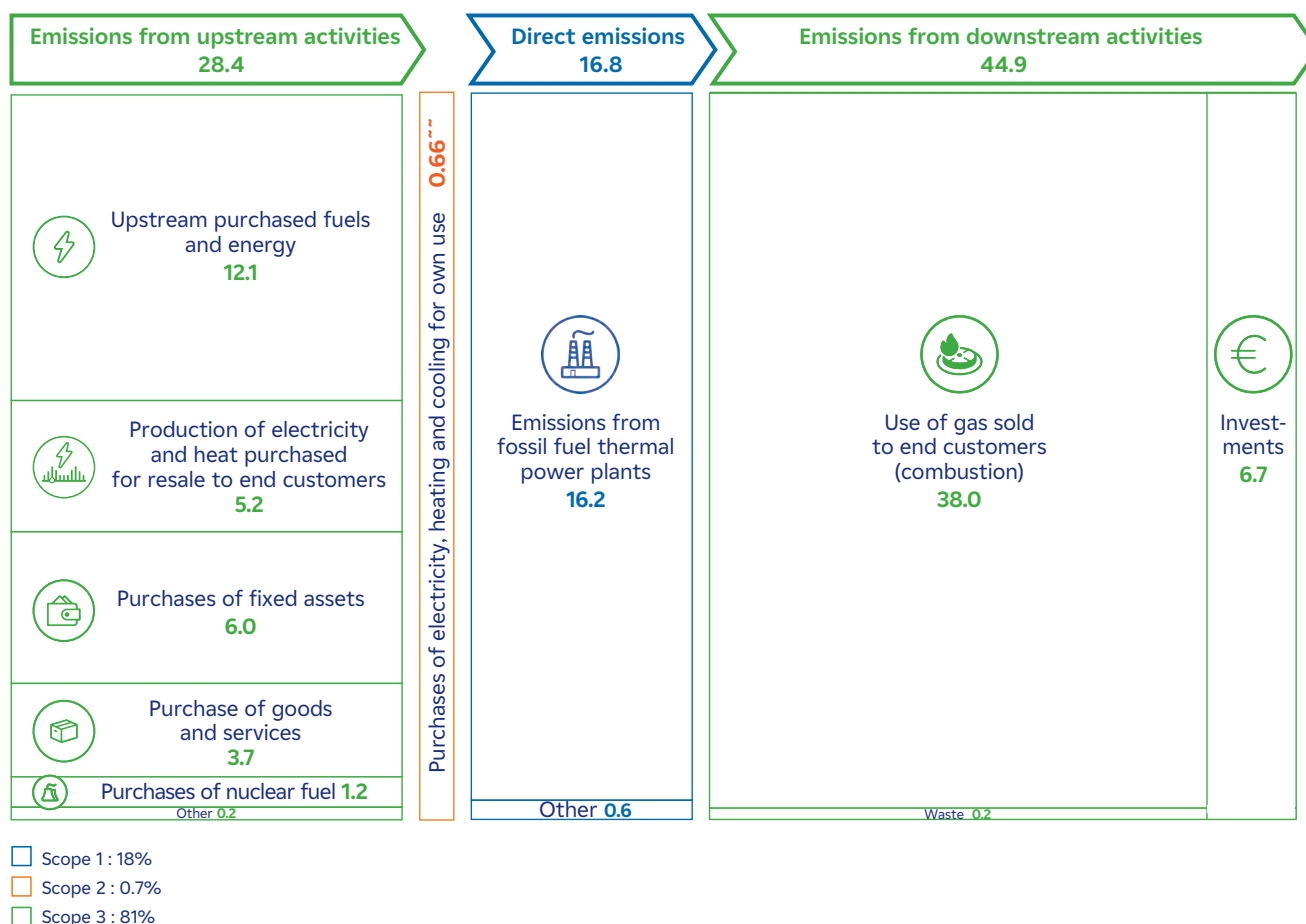 Emissions from upstream activities
28.4
Direct emissions
16.8
Emissions from downstream activities
44.9
Upstream purchased fuels
and energy
12.1
Production of electricity
and heat purchased
for resale to end customers
5.2
Purchases of fixed assets
6.0
Purchase of goods
and services
3.7
Purchases of nuclear fuel 1.2
Other 0.2
Purchases of electricity, heating and cooling for own use 0.66~~
Emissions from
fossil fuel thermal
power plants
16.2
Other 0.6
Use of gas sold
to end customers
(combustion)
38.0
Waste 0.2
Invest-
ments
6.7
Scope 1 : 18%
Scope 2 : 0.7%
Scope 3 : 81%